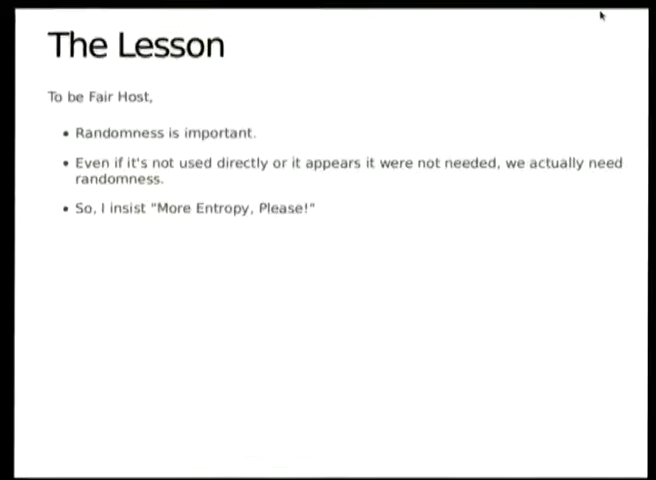 The Lesson
To be Fair Host,
• Randomness is important.
• Even if it's not used directly or it appears it were not needed, we actually need
randomness.
• So, I insist "More Entropy, Please!"